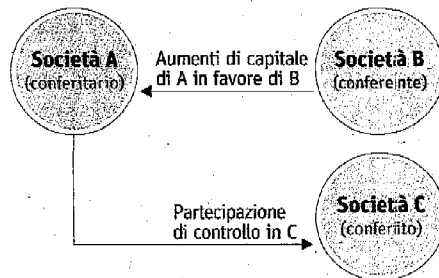 Società A
(conferitario)
Aumenti di capitale
di A in favore di B
Società B
(conferente)
Partecipazione
di controllo in C
Società C
(conferito)